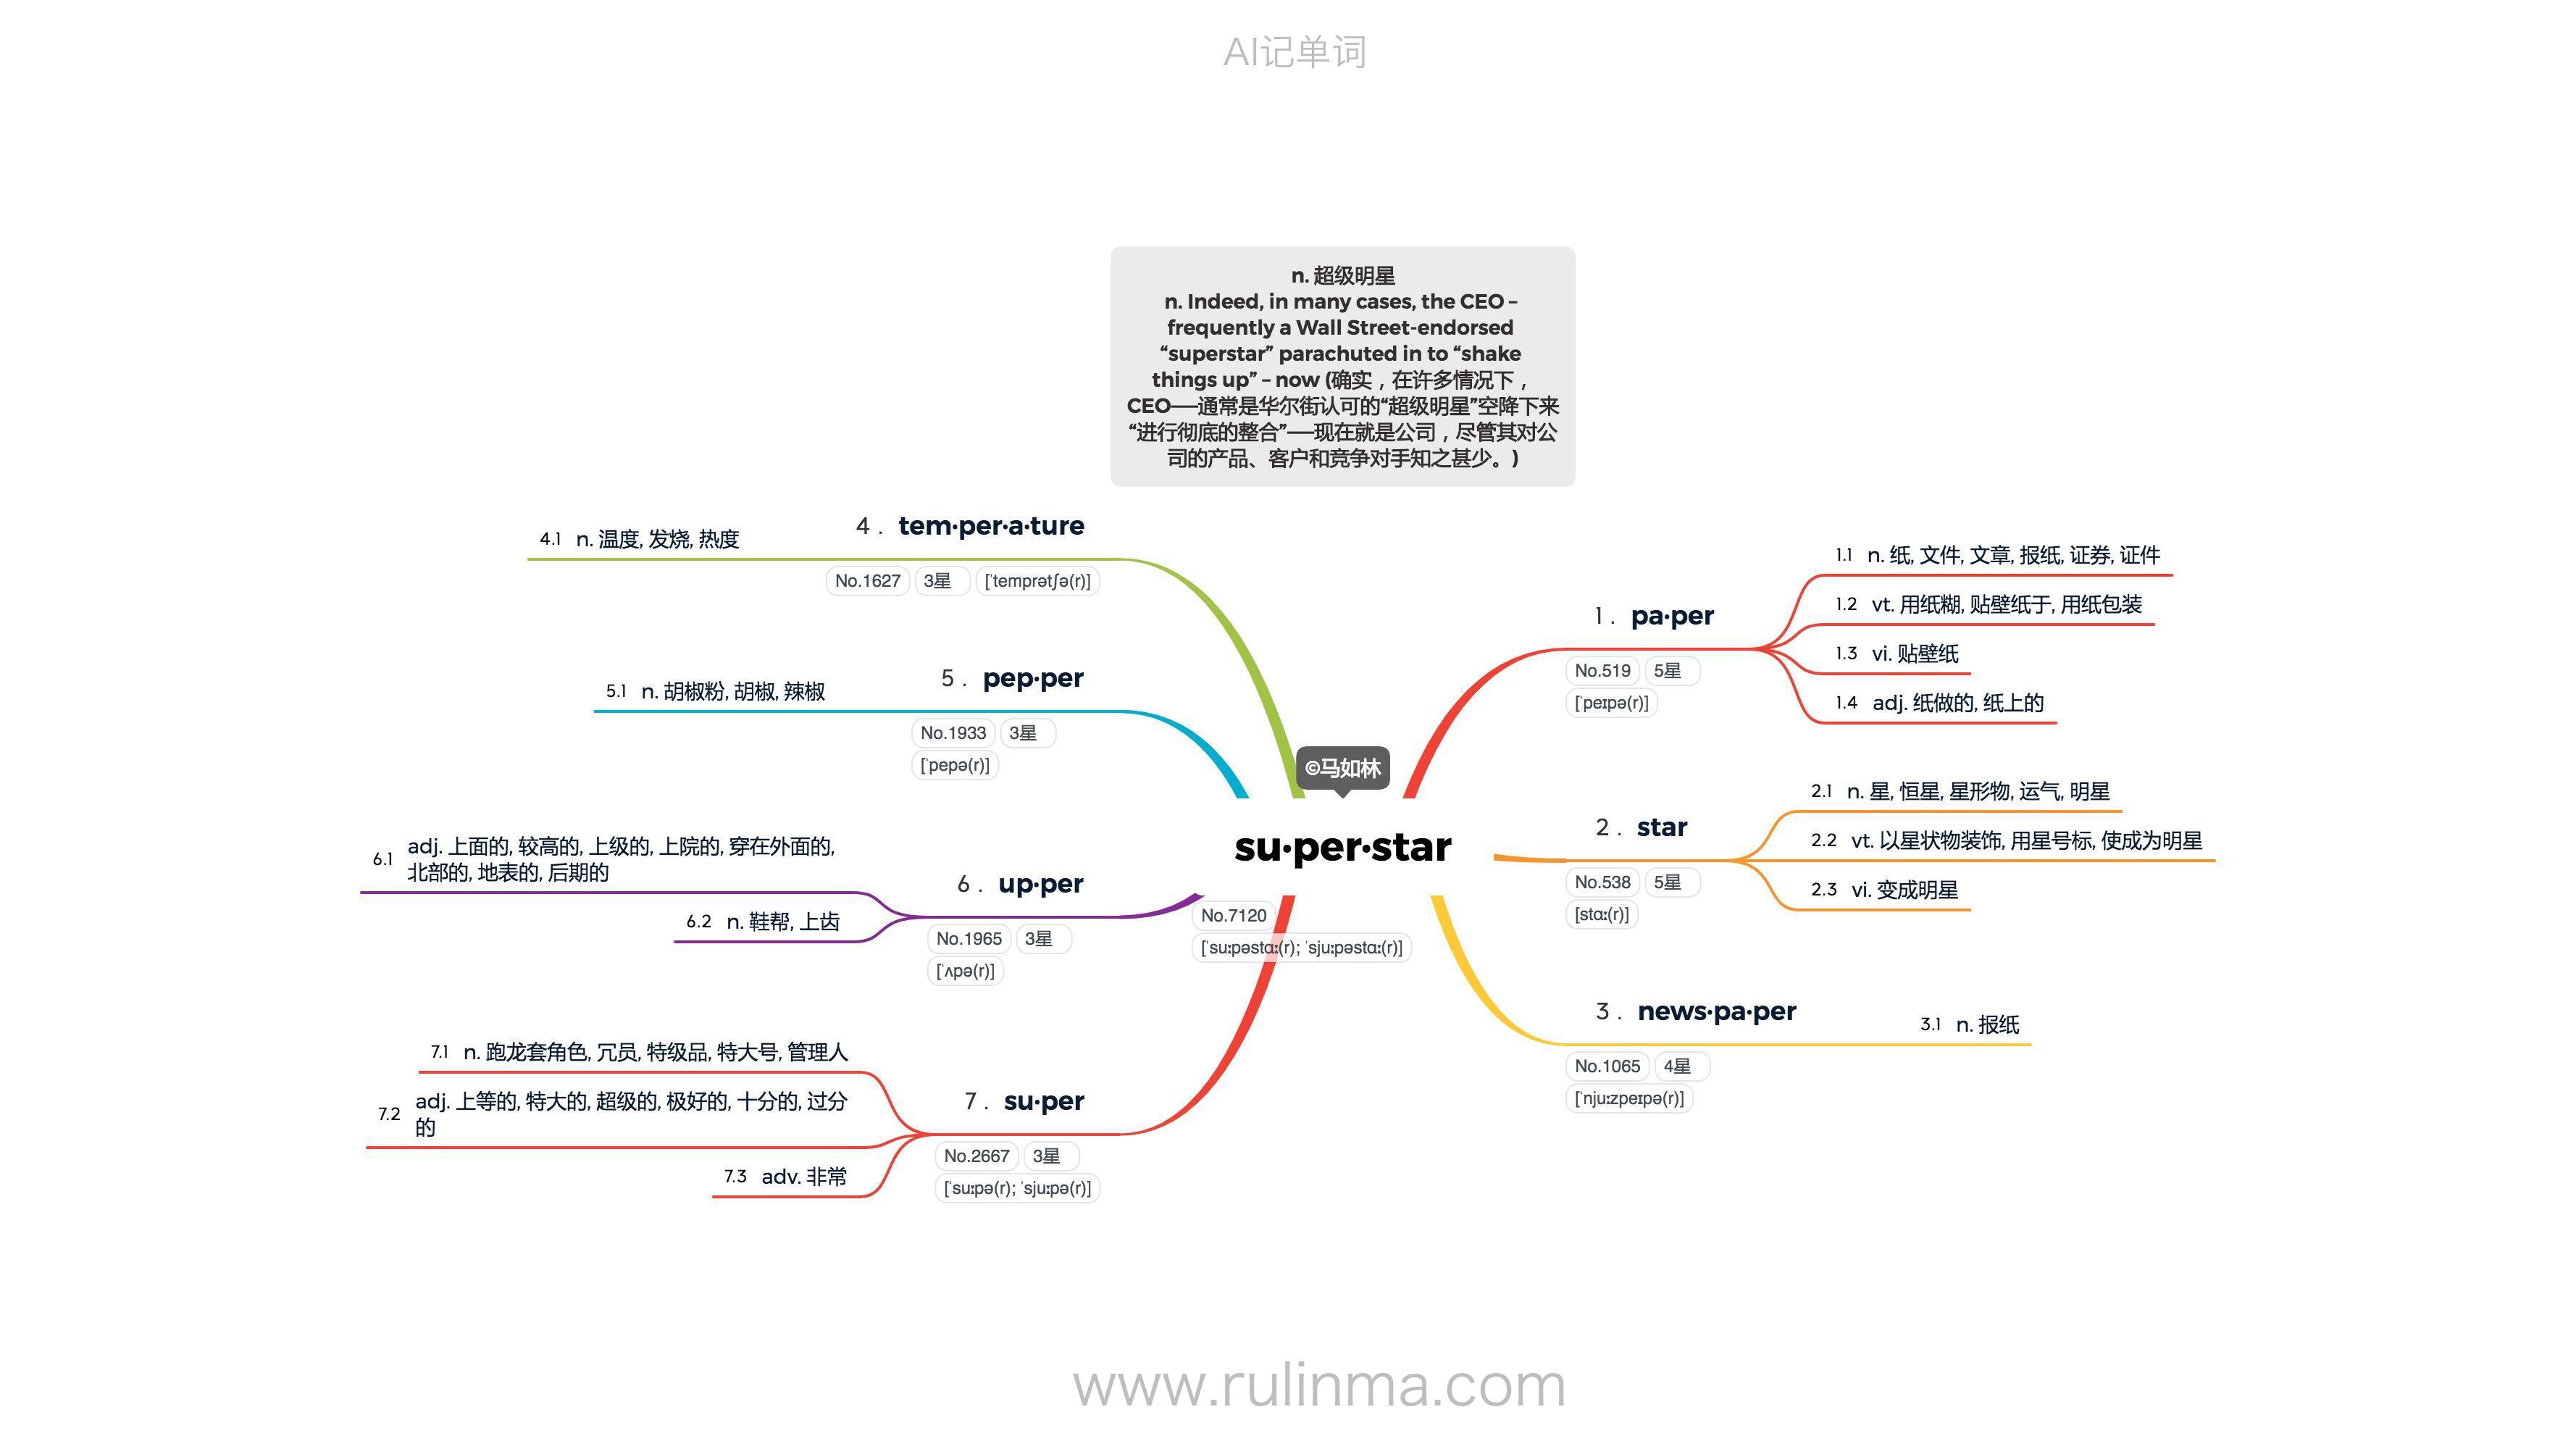 AI记单词
n. 超级明星
n. Indeed, in many cases, the CEO –
frequently a Wall Street-endorsed
“superstar” parachuted in to “shake
things up” – now (确实，在许多情况下，
CEO——通常是华尔街认可的“超级明星”空降下来
“进行彻底的整合”——现在就是公司，尽管其对公
司的产品、客户和竞争对手知之甚少。)
©马如林
su·per·star
No.7120
[ˈsuːpəstɑː(r); ˈsjuːpəstɑː(r)]
1 . pa·per
No.519 5星
[ˈpeɪpə(r)]
1.1 n. 纸, 文件, 文章, 报纸, 证券, 证件
1.2 vt. 用纸糊, 贴壁纸于, 用纸包装
1.3 vi. 贴壁纸
1.4 adj. 纸做的, 纸上的
2 . star
No.538 5星
[stɑː(r)]
2.1 n. 星, 恒星, 星形物, 运气, 明星
2.2 vt. 以星状物装饰, 用星号标, 使成为明星
2.3 vi. 变成明星
3 . news·pa·per
No.1065 4星
[ˈnjuːzpeɪpə(r)]
3.1 n. 报纸
4 . tem·per·a·ture
No.1627 3星 [ˈtemprətʃə(r)]
4.1 n. 温度, 发烧, 热度
5 . pep·per
No.1933 3星
[ˈpepə(r)]
5.1 n. 胡椒粉, 胡椒, 辣椒
6 . up·per
No.1965 3星
[ˈʌpə(r)]
6.1 adj. 上面的, 较高的, 上级的, 上院的, 穿在外面的,
北部的, 地表的, 后期的
6.2 n. 鞋帮, 上齿
7 . su·per
No.2667 3星
[ˈsuːpə(r); ˈsjuːpə(r)]
7.1 n. 跑龙套角色, 冗员, 特级品, 特大号, 管理人
7.2 adj. 上等的, 特大的, 超级的, 极好的, 十分的, 过分
的
7.3 adv. 非常
www.rulinma.com